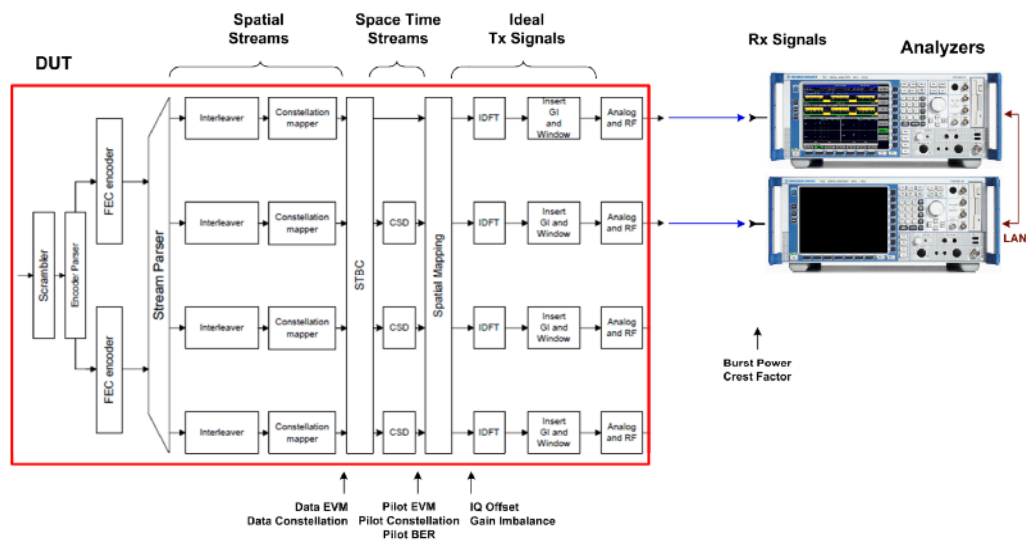 Spatial
Streams
Space Time
Streams
Ideal
Tx Signals
Rx Signals
Analyzers
DUT
Scrambler
Encoder Parser
FEC encoder
FEC encoder
Stream Parser
Interleaver
Constellation
mapper
Interleaver
Constellation
mapper
Interleaver
Constellation
mapper
Interleaver
Constellation
mapper
STBC
CSD
CSD
CSD
Spatial Mapping
IDFT
Insert
GI
and
Window
Analog
and RF
IDFT
Insert
GI and
Window
Analog
and RF
IDFT
Insert
GI and
Window
Analog
and RF
IDFT
Insert
GI and
Window
Analog
and RF
LAN
Burst Power
Crest Factor
Data EVM
Data Constellation
Pilot EVM
Pilot Constellation
Pilot BER
IQ Offset
Gain Imbalance